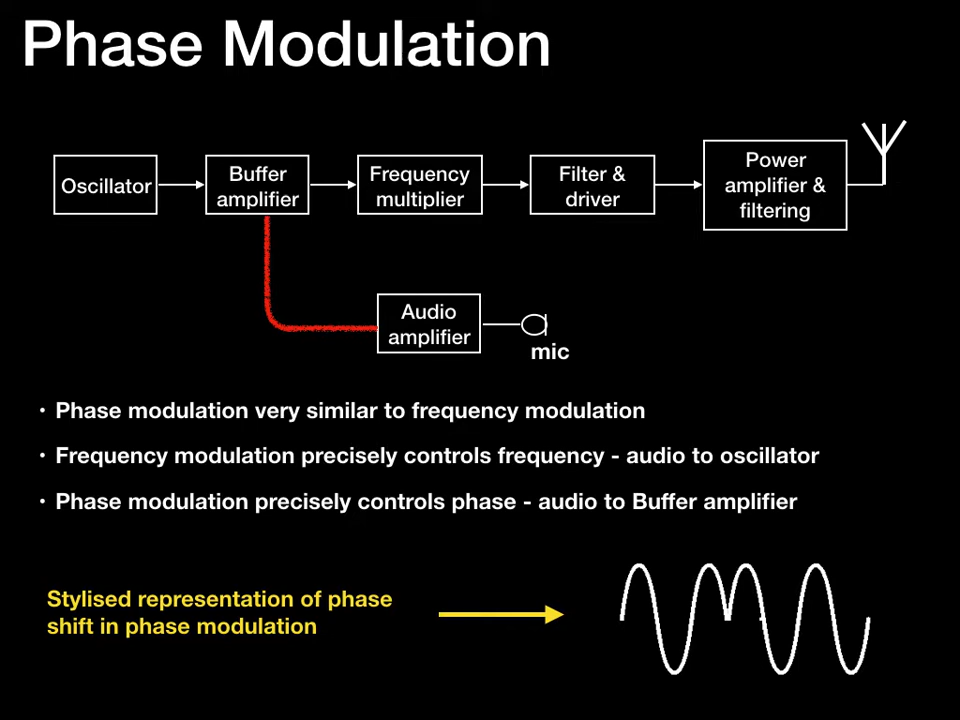 Phase Modulation
Oscillator
Buffer
amplifier
Frequency
multiplier
Filter &
driver
Power
amplifier &
filtering
Audio
amplifier
mic
• Phase modulation very similar to frequency modulation
• Frequency modulation precisely controls frequency - audio to oscillator
• Phase modulation precisely controls phase - audio to Buffer amplifier
Stylised representation of phase
shift in phase modulation